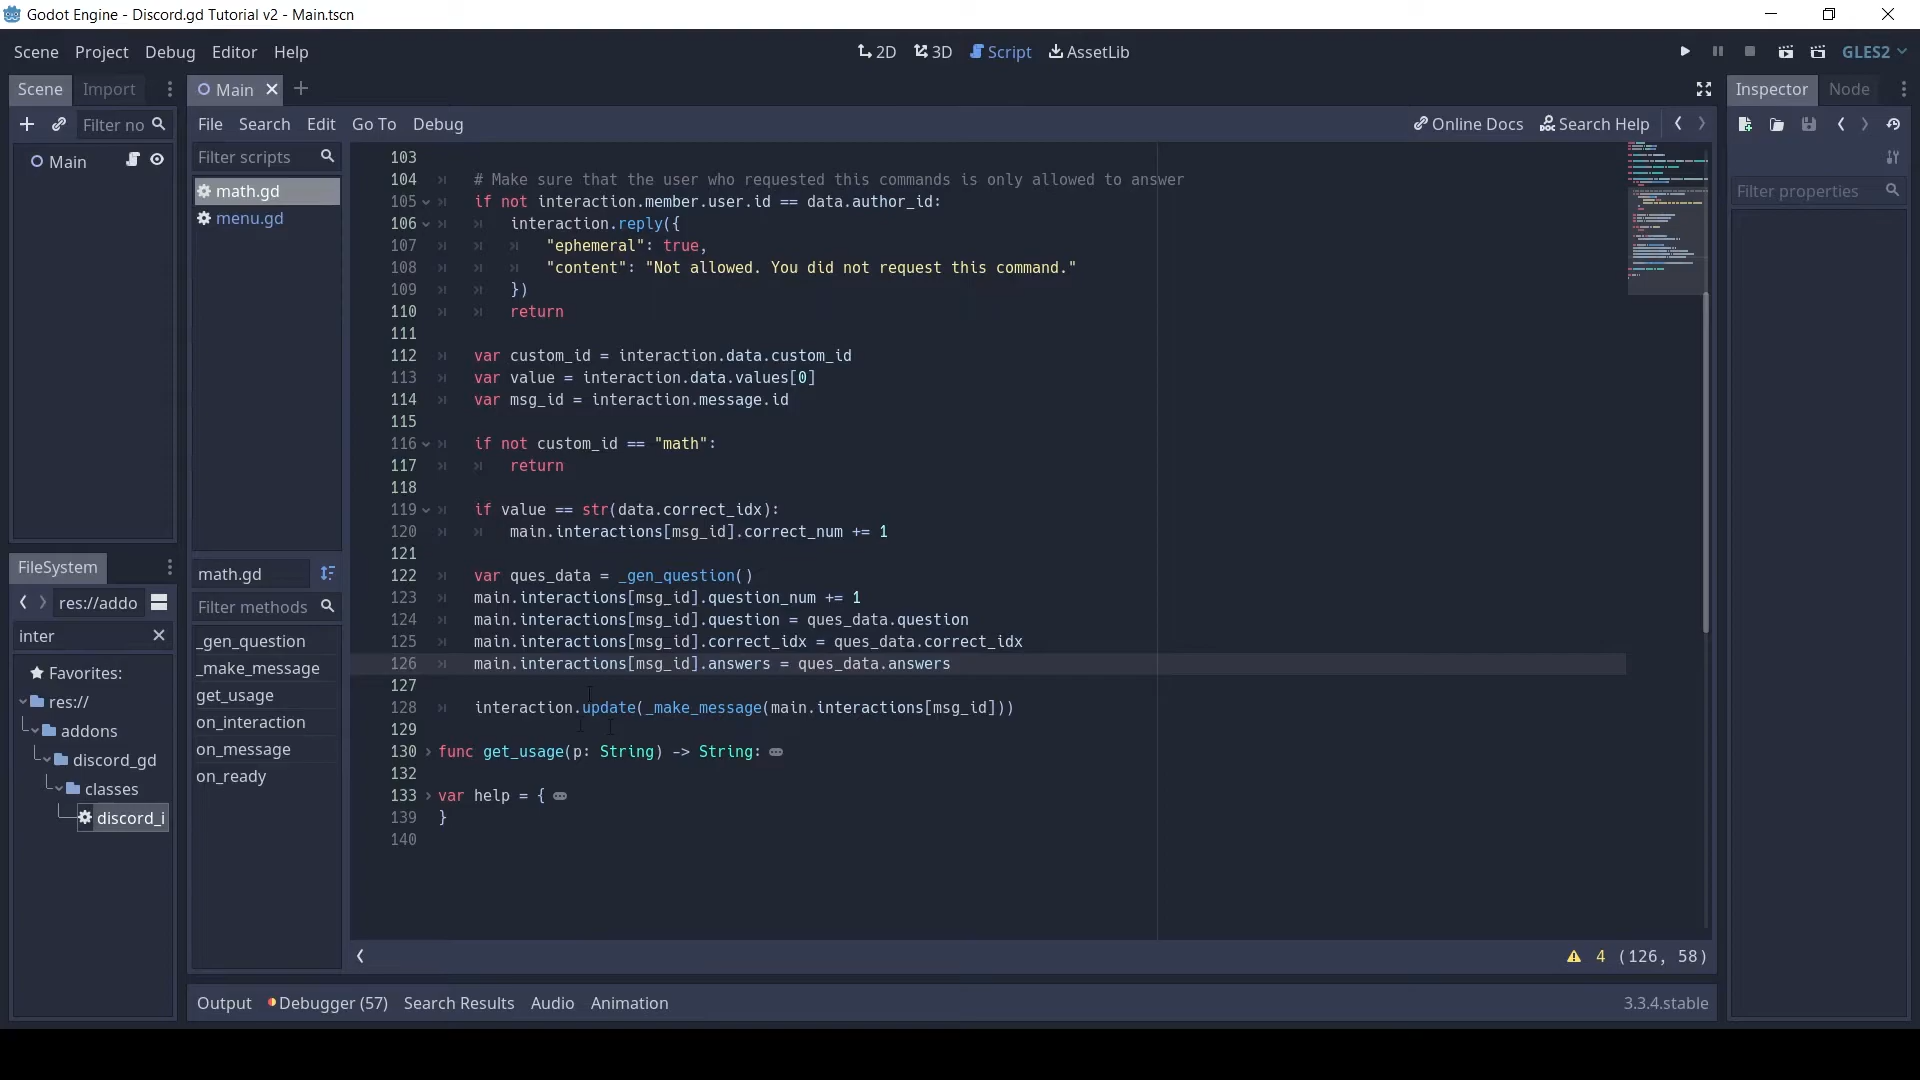 Godot Engine - Discord.gd Tutorial v2 - Main.tscn
Scene Project Debug Editor Help
2D 3D Script AssetLib
GLES2
Scene Import
Main
Inspector Node
Filter no
File Search Edit Go To Debug
Online Docs Search Help
Main
Filter scripts
math.gd
menu.gd
Filter properties
103
104 # Make sure that the user who requested this commands is only allowed to answer
105 if not interaction.member.user.id == data.author_id:
106 interaction.reply({
107 "ephemeral": true,
108 "content": "Not allowed. You did not request this command."
109 })
110 return
111
112 var custom_id = interaction.data.custom_id
113 var value = interaction.data.values[0]
114 var msg_id = interaction.message.id
115
116 if not custom_id == "math":
117 return
118
119 if value == str(data.correct_idx):
120 main.interactions[msg_id].correct_num += 1
121
122 var ques_data = _gen_question()
123 main.interactions[msg_id].question_num += 1
124 main.interactions[msg_id].question = ques_data.question
125 main.interactions[msg_id].correct_idx = ques_data.correct_idx
126 main.interactions[msg_id].answers = ques_data.answers
127
128 interaction.update(_make_message(main.interactions[msg_id]))
129
130 func get_usage(p: String) -> String:
132
133 var help = {
139 }
140
math.gd
Filter methods
_gen_question
_make_message
get_usage
on_interaction
on_message
on_ready
FileSystem
res://addo
inter
Favorites:
res://
addons
discord_gd
classes
discord_i
4 (126, 58)
Output Debugger (57) Search Results Audio Animation
3.3.4.stable